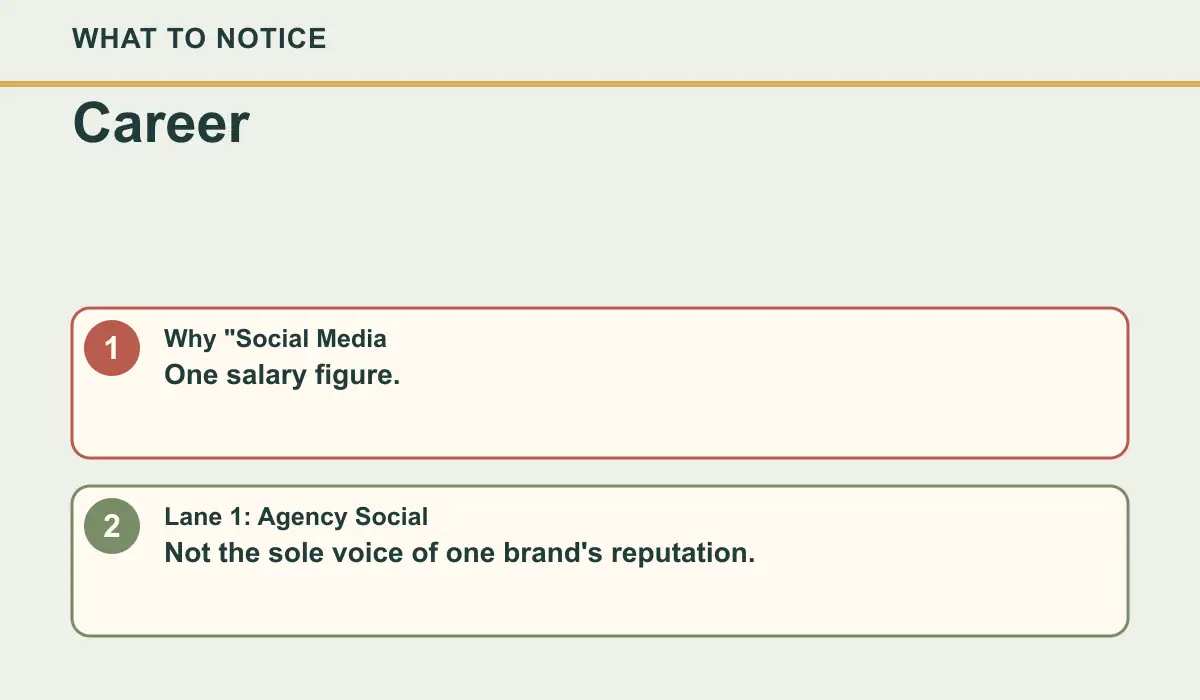 WHAT TO NOTICE
Career
1
Why "Social Media
One salary figure.
2
Lane 1: Agency Social
Not the sole voice of one brand's reputation.